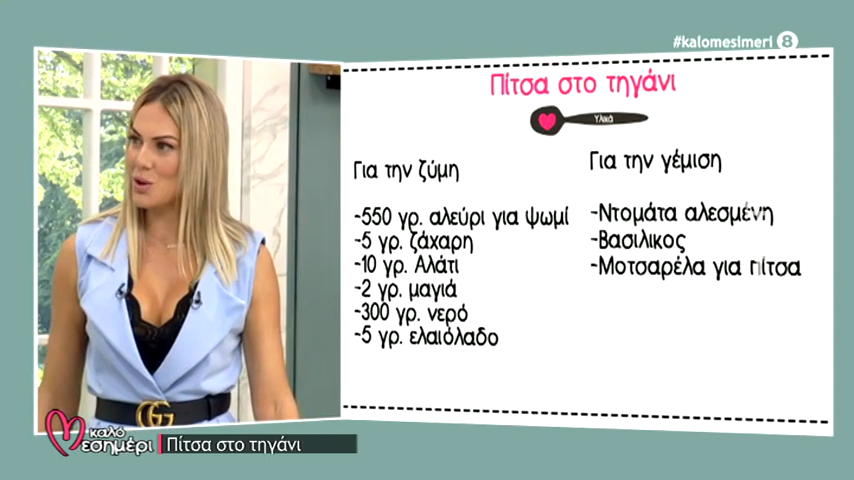 #kalomesimeri 8
Πίτσα στο τηγάνι
Υλικά
Για την ζύμη
-550 γρ. αλεύρι για ψωμί
-5 γρ. ζάχαρη
-10 γρ. Αλάτι
-2 γρ. μαγιά
-300 γρ. νερό
-5 γρ. ελαιόλαδο
Για την γέμιση
-Ντομάτα αλεσμένη
-Βασιλικος
-Μοτσαρέλα για πίτσα
καλό
μεσημέρι
Πίτσα στο τηγάνι